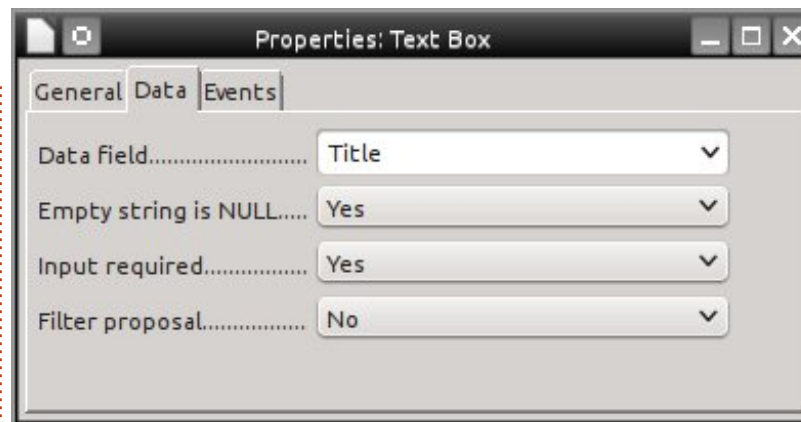 Properties: Text Box
General Data Events
Data field.......................... Title
Empty string is NULL..... Yes
Input required................. Yes
Filter proposal................. No